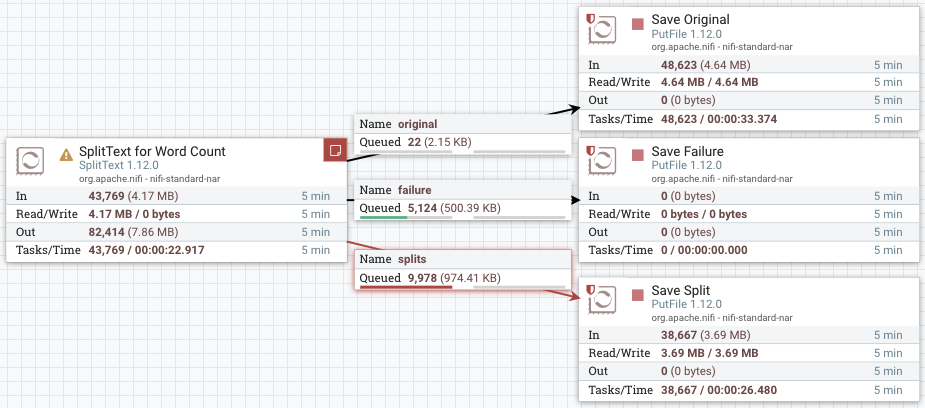 Save Original
PutFile 1.12.0
org.apache.nifi - nifi-standard-nar
In 48,623 (4.64 MB) 5 min
Read/Write 4.64 MB / 4.64 MB 5 min
Out 0 (0 bytes) 5 min
Tasks/Time 48,623 / 00:00:33.374 5 min
Name original
Queued 22 (2.15 KB)
SplitText for Word Count
SplitText 1.12.0
org.apache.nifi - nifi-standard-nar
In 43,769 (4.17 MB) 5 min
Read/Write 4.17 MB / 0 bytes 5 min
Out 82,414 (7.86 MB) 5 min
Tasks/Time 43,769 / 00:00:22.917 5 min
Name failure
Queued 5,124 (500.39 KB)
Save Failure
PutFile 1.12.0
org.apache.nifi - nifi-standard-nar
In 0 (0 bytes) 5 min
Read/Write 0 bytes / 0 bytes 5 min
Out 0 (0 bytes) 5 min
Tasks/Time 0 / 00:00:00.000 5 min
Name splits
Queued 9,978 (974.41 KB)
Save Split
PutFile 1.12.0
org.apache.nifi - nifi-standard-nar
In 38,667 (3.69 MB) 5 min
Read/Write 3.69 MB / 3.69 MB 5 min
Out 0 (0 bytes) 5 min
Tasks/Time 38,667 / 00:00:26.480 5 min